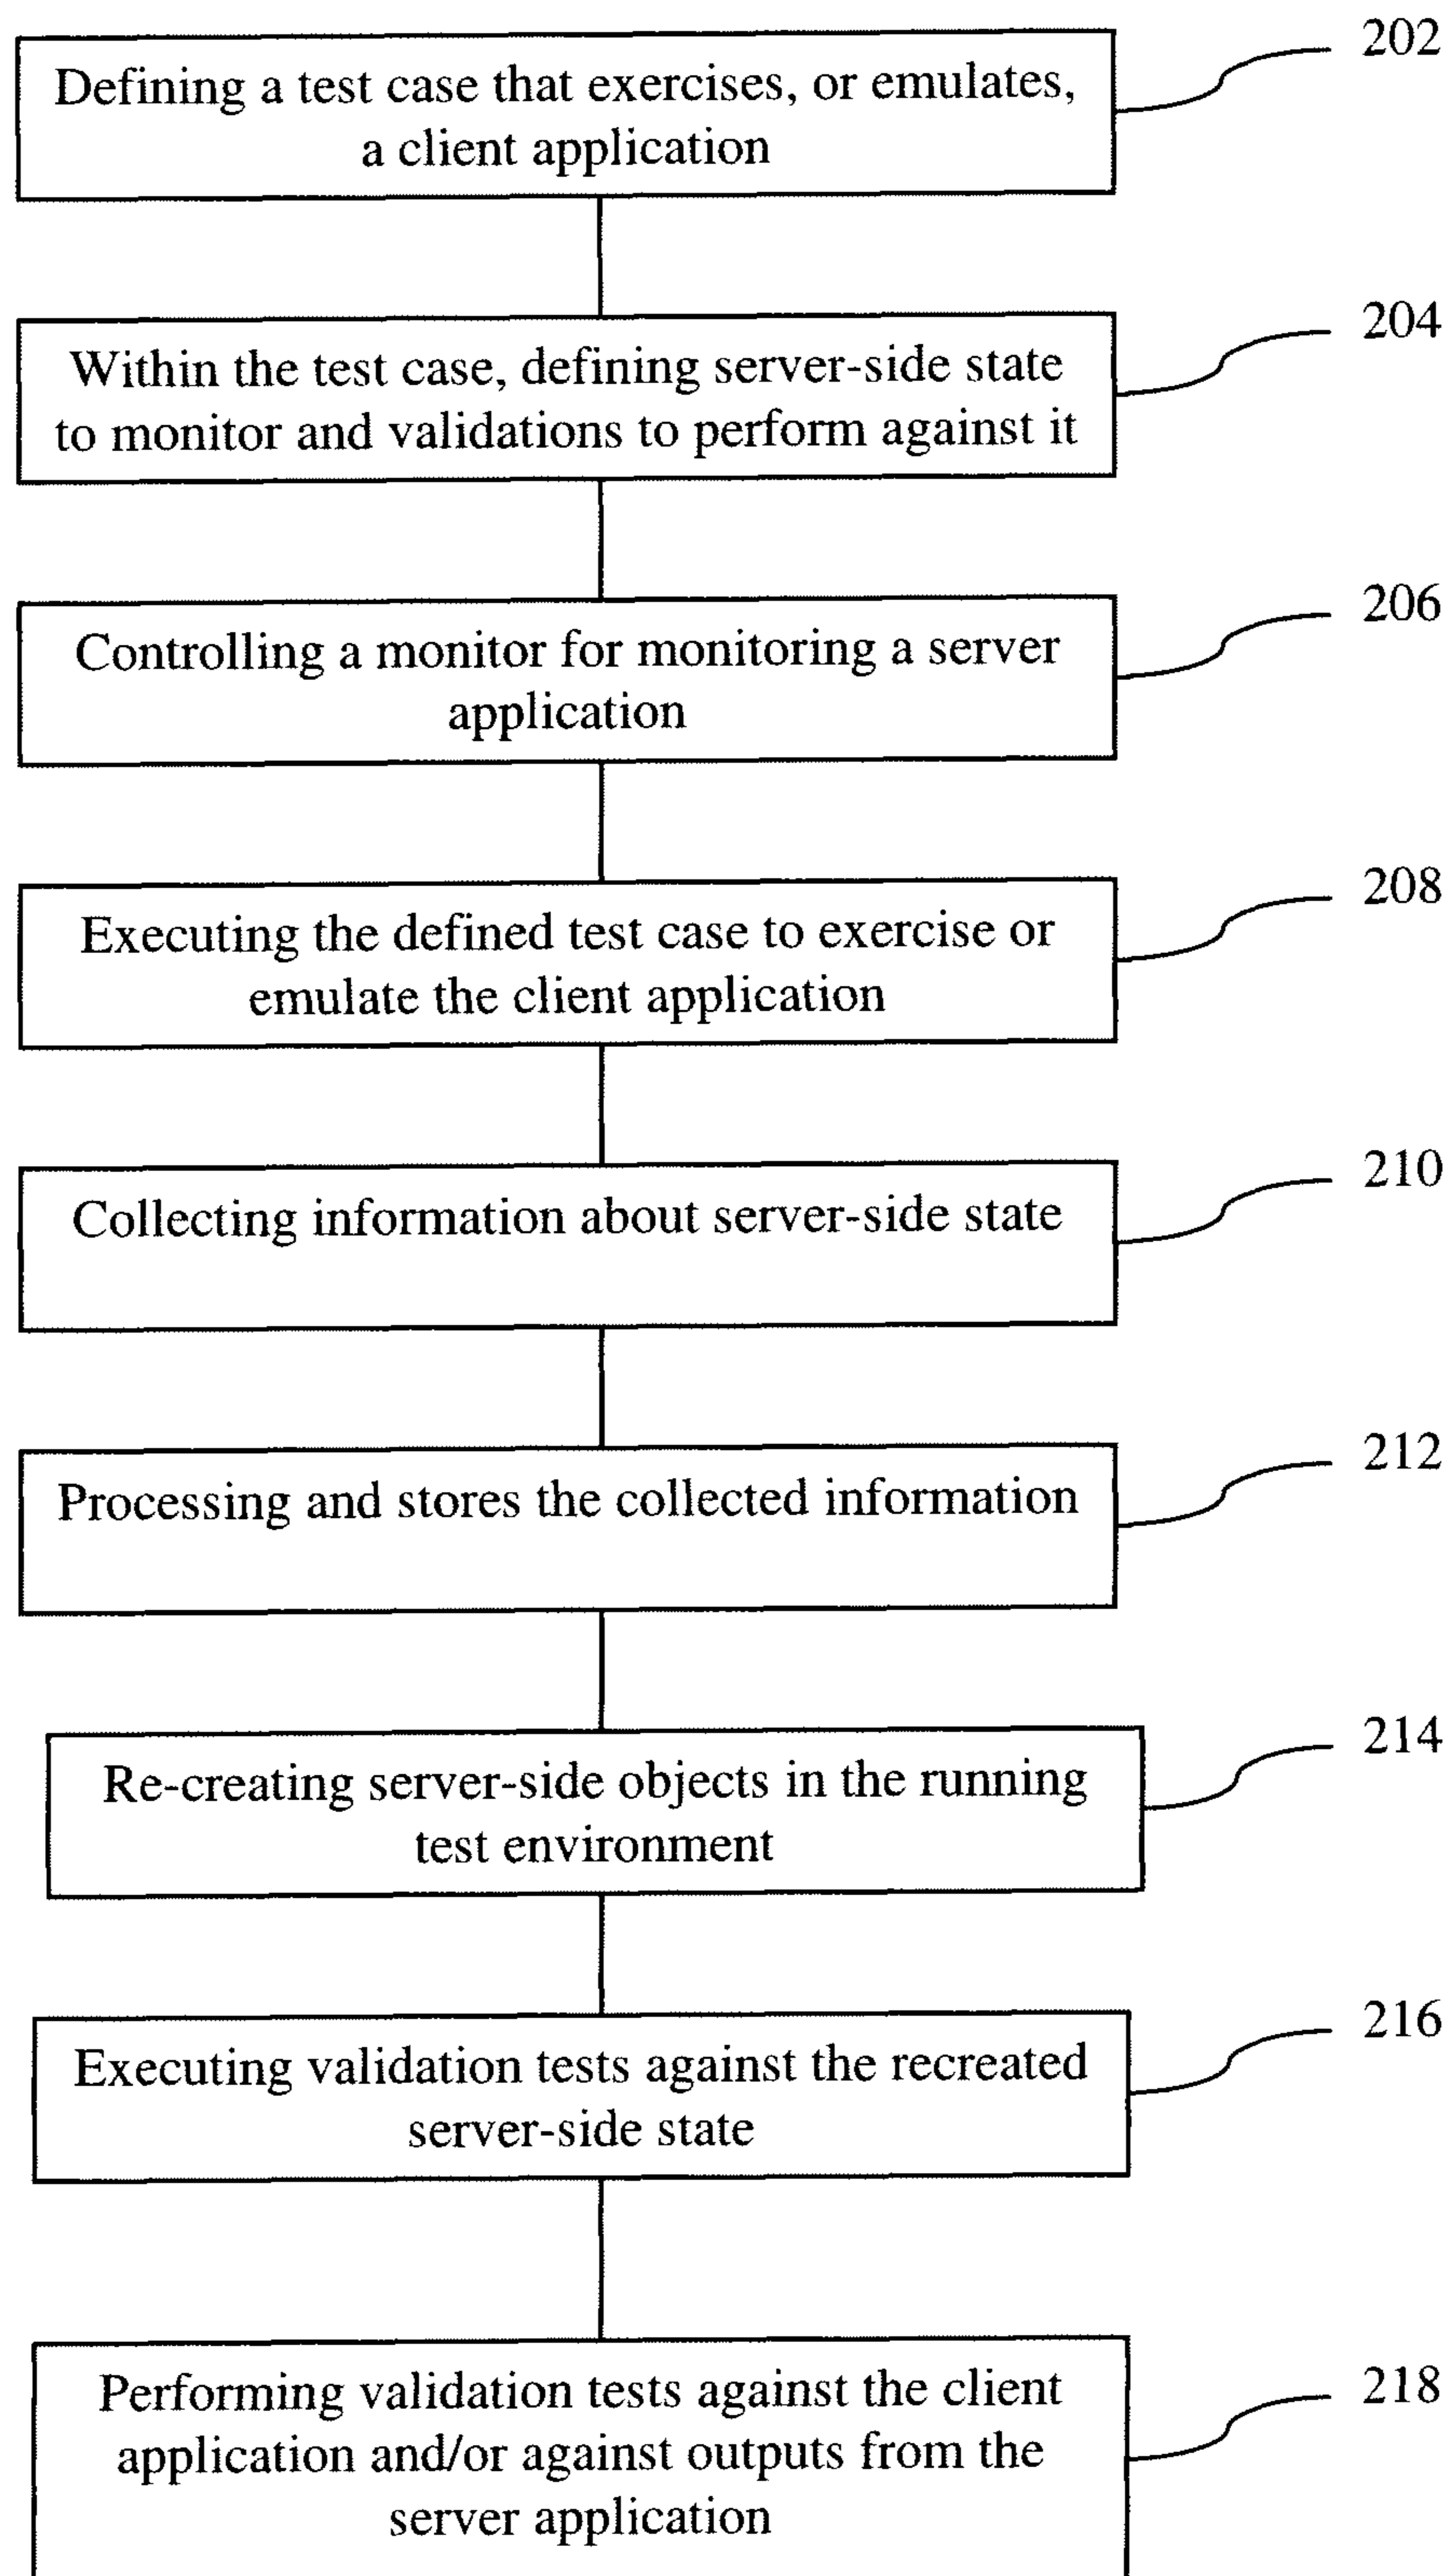 202
Defining a test case that exercises, or emulates,
a client application
204
Within the test case, defining server-side state
to monitor and validations to perform against it
206
Controlling a monitor for monitoring a server
application
208
Executing the defined test case to exercise or
emulate the client application
210
Collecting information about server-side state
212
Processing and stores the collected information
214
Re-creating server-side objects in the running
test environment
216
Executing validation tests against the recreated
server-side state
218
Performing validation tests against the client
application and/or against outputs from the
server application